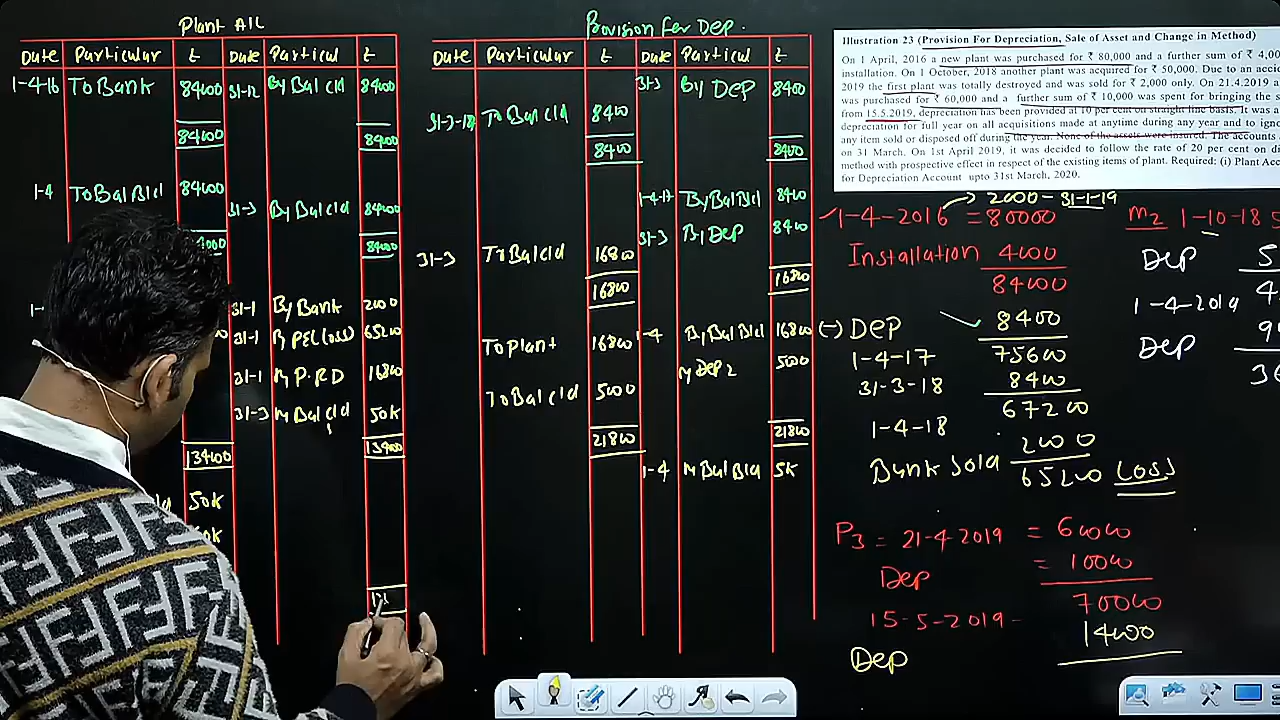 Plant A/C
Date Particular ₹ Date Particul ₹
1-4-16 To Bank 84000 31-12 By Bal c/d 84000
84000 84000
1-4 To Bal B/d 84000
31-3 By Bal c/d 84000
84000
31-1 By Bank 2000
31-1 By P&L (Loss) 65200
31-1 By P.R.D 16800
31-3 By Bal c/d 50K
134000 134000
50K
Provision for Dep.
Date Particular ₹ Date Particular ₹
31-3 By Dep 8400
To Bal c/d 8400
8400 8400
1-4-17 By Bal B/d 8400
31-3 By Dep 8400
31-3 To Bal c/d 16800
16800 16800
To Plant 16800 1-4 By Bal B/d 16800
By Dep 2 5000
To Bal c/d 5000
21800 21800
1-4 By Bal B/d 5K
Illustration 23 (Provision For Depreciation, Sale of Asset and Change in Method)
On 1 April, 2016 a new plant was purchased for ₹ 80,000 and a further sum of ₹ 4,00
installation. On 1 October, 2018 another plant was acquired for ₹ 50,000. Due to an acci
2019 the first plant was totally destroyed and was sold for ₹ 2,000 only. On 21.4.2019
was purchased for ₹ 60,000 and a further sum of ₹ 10,000 was spent for bringing the
from 15.5.2019, depreciation has been provided at 10 per cent on straight line basis. It was
depreciation for full year on all acquisitions made at anytime during any year and to igno
any item sold or disposed off during the year. None of the assets were insured. The accounts
on 31 March. On 1st April 2019, it was decided to follow the rate of 20 per cent on di
method with prospective effect in respect of the existing items of plant. Required: (i) Plant Acc
for Depreciation Account upto 31st March, 2020.
2000 - 31-1-19
1-4-2016 = 80000
Installation 4000
84000
(-) Dep 8400
1-4-17 75600
31-3-18 8400
1-4-18 67200
2000
Bank Sold 65200 Loss
M2 1-10-18 5
Dep 5
4
1-4-2019
9
Dep
36
P3 = 21-4-2019 = 60000
= 10000
Dep
70000
15-5-2019-
14000
Dep